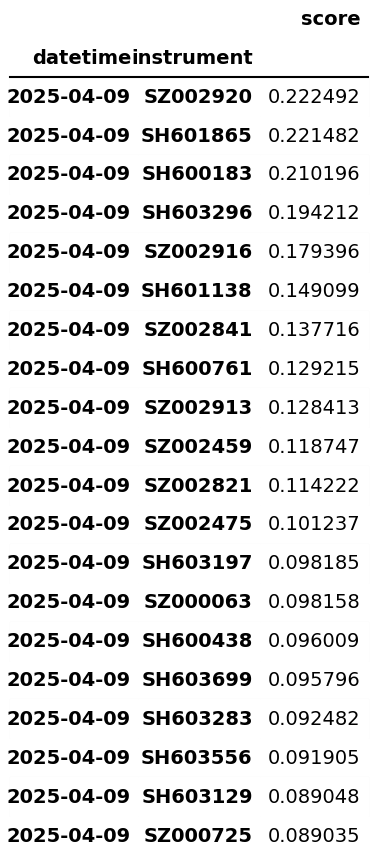 score
datetime instrument
2025-04-09 SZ002920 0.222492
2025-04-09 SH601865 0.221482
2025-04-09 SH600183 0.210196
2025-04-09 SH603296 0.194212
2025-04-09 SZ002916 0.179396
2025-04-09 SH601138 0.149099
2025-04-09 SZ002841 0.137716
2025-04-09 SH600761 0.129215
2025-04-09 SZ002913 0.128413
2025-04-09 SZ002459 0.118747
2025-04-09 SZ002821 0.114222
2025-04-09 SZ002475 0.101237
2025-04-09 SH603197 0.098185
2025-04-09 SZ000063 0.098158
2025-04-09 SH600438 0.096009
2025-04-09 SH603699 0.095796
2025-04-09 SH603283 0.092482
2025-04-09 SH603556 0.091905
2025-04-09 SH603129 0.089048
2025-04-09 SZ000725 0.089035